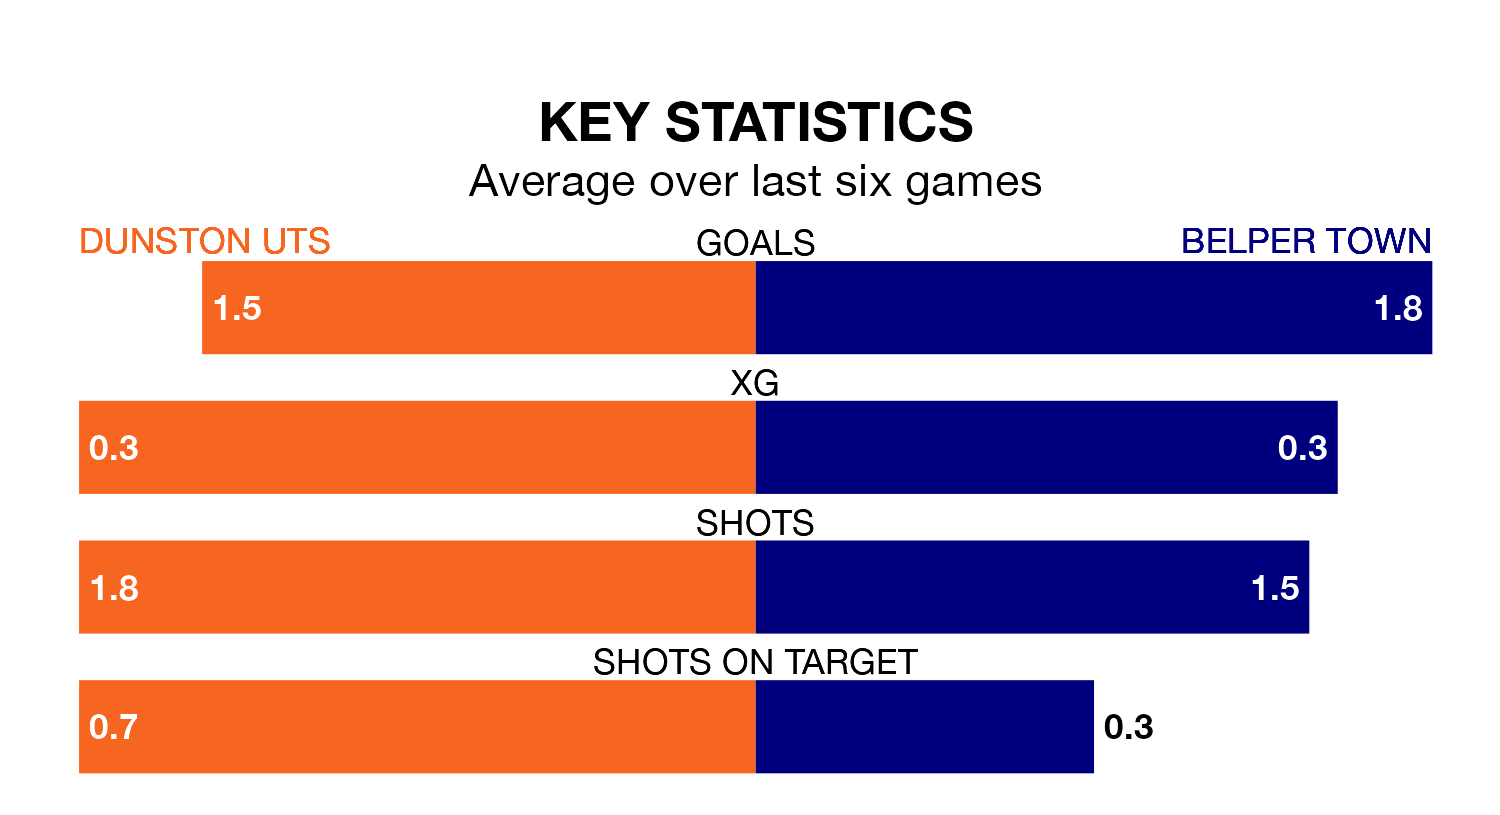 KEY STATISTICS
Average over last six games
DUNSTON UTS GOALS BELPER TOWN
1.5 1.8
XG
0.3 0.3
SHOTS
1.8 1.5
SHOTS ON TARGET
0.7 0.3